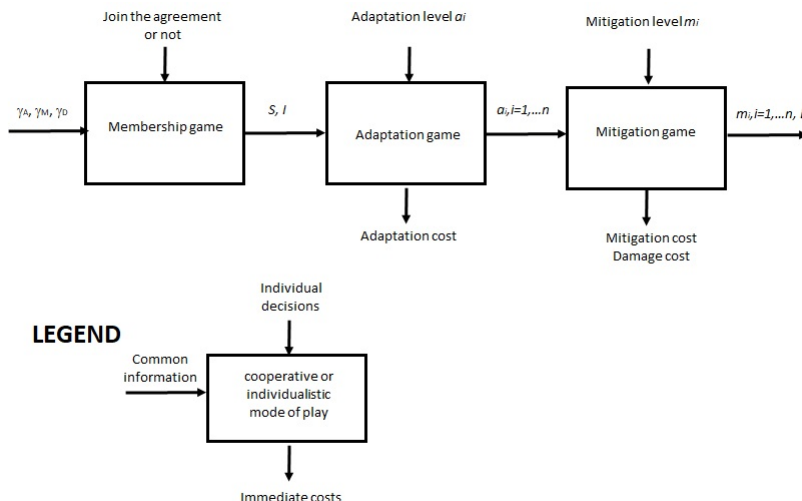 Join the agreement
or not
Adaptation level ai
Mitigation level mi
γA, γM, γD
Membership game
S, I
Adaptation game
ai,i=1,...n
Mitigation game
mi,i=1,...n,
Adaptation cost
Mitigation cost
Damage cost
LEGEND
Individual
decisions
Common
information
cooperative or
individualistic
mode of play
Immediate costs